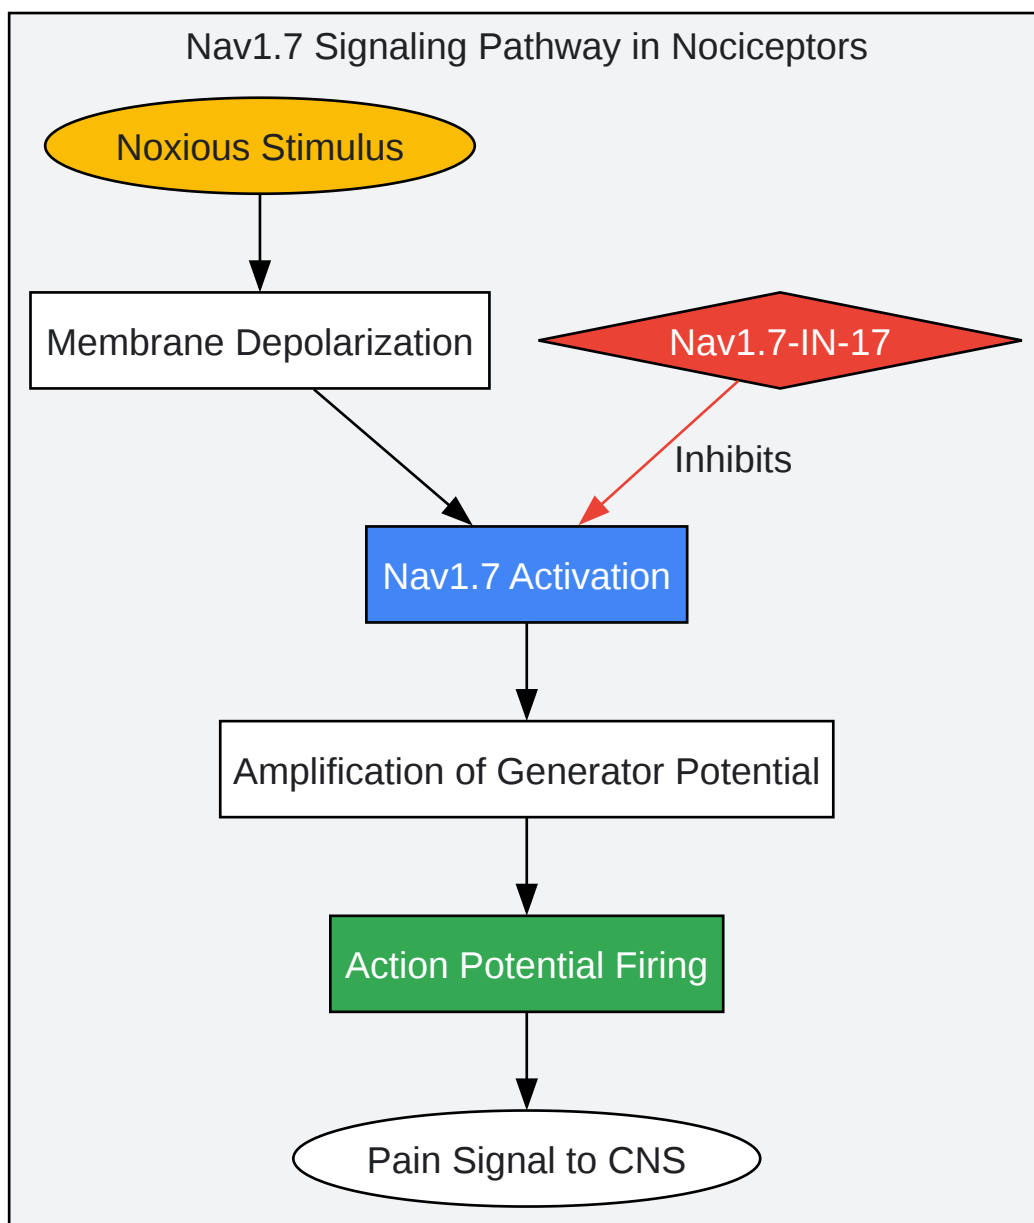 Nav1.7 Signaling Pathway in Nociceptors
Noxious Stimulus
Membrane Depolarization
Nav1.7-IN-17
Inhibits
Nav1.7 Activation
Amplification of Generator Potential
Action Potential Firing
Pain Signal to CNS